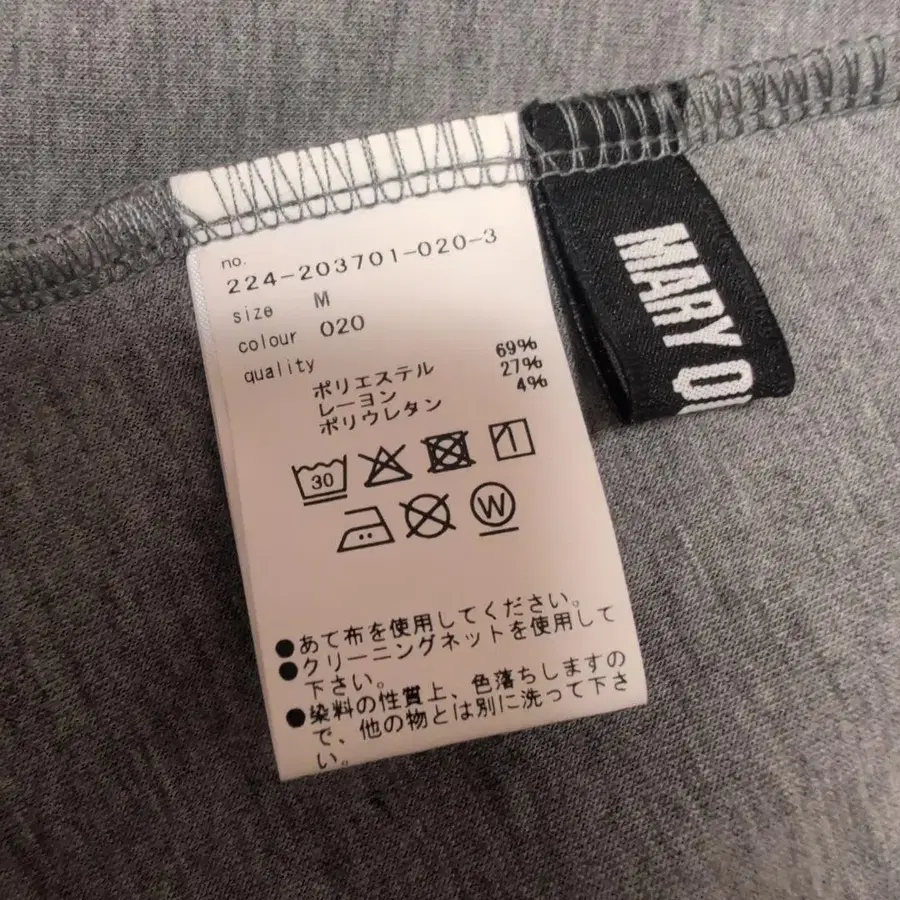 no.
224-203701-020-3
size M
colour 020
quality
ポリエステル 69%
レーヨン 27%
ポリウレタン 4%
30
W
●あて布を使用してください。
●クリーニングネットを使用して
下さい。
●染料の性質上、色落ちしますの
で、他の物とは別に洗って下さ
い。
MARY QU